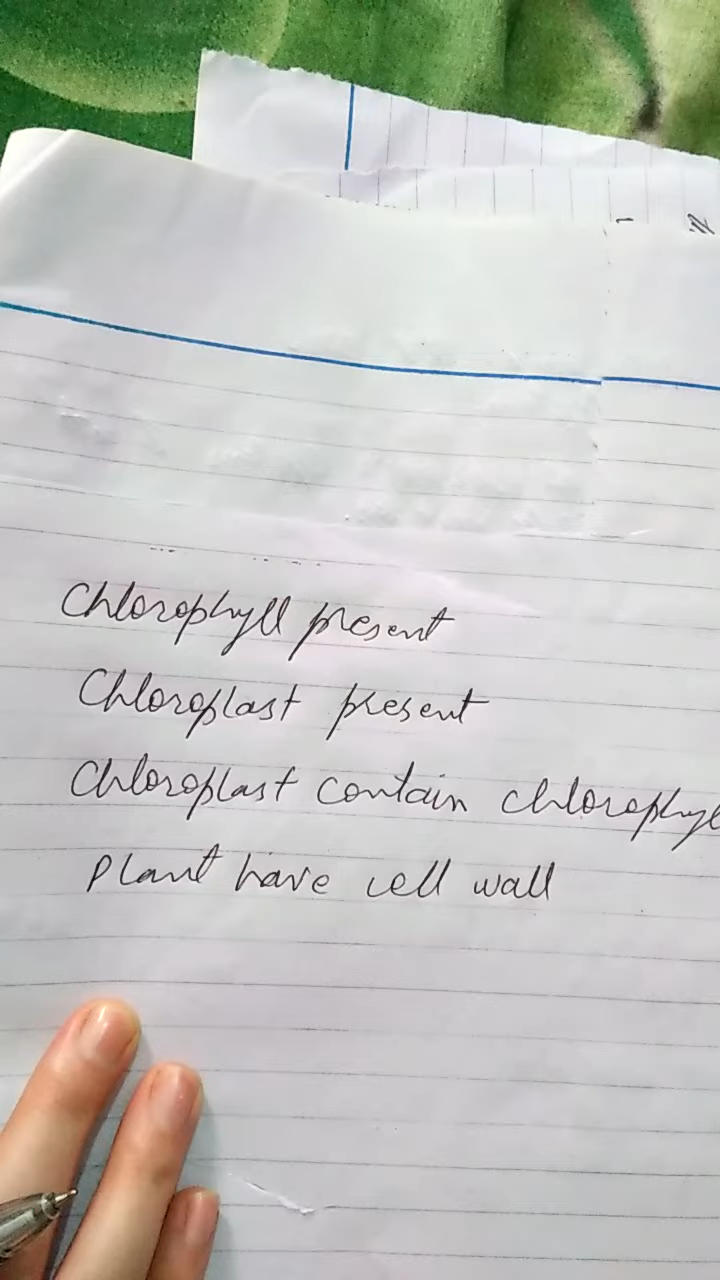 Chlorophyll present
Chloroplast present
Chloroplast contain chlorophyl
Plant have cell wall